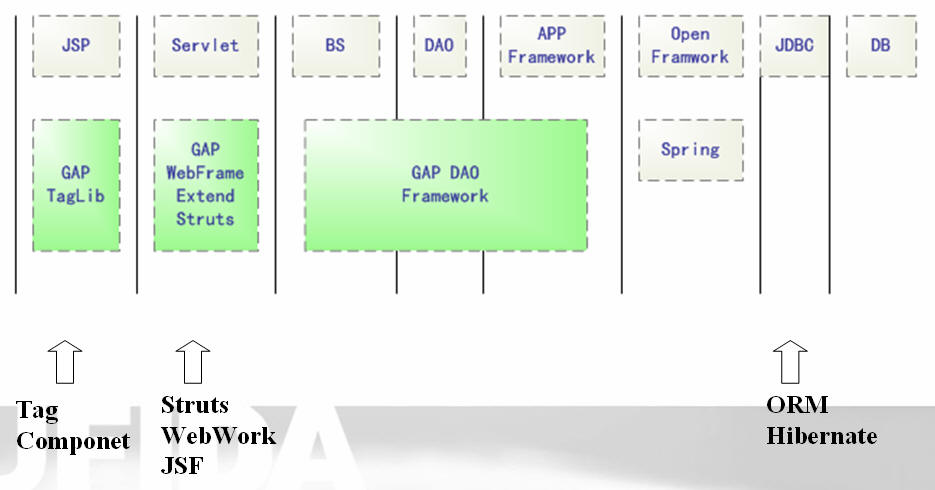 JSP
Servlet
BS
DAO
APP
Framework
Open
Framwork
JDBC
DB
GAP
TagLib
GAP
WebFrame
Extend
Struts
GAP DAO
Framework
Spring
Tag
Componet
Struts
WebWork
JSF
ORM
Hibernate